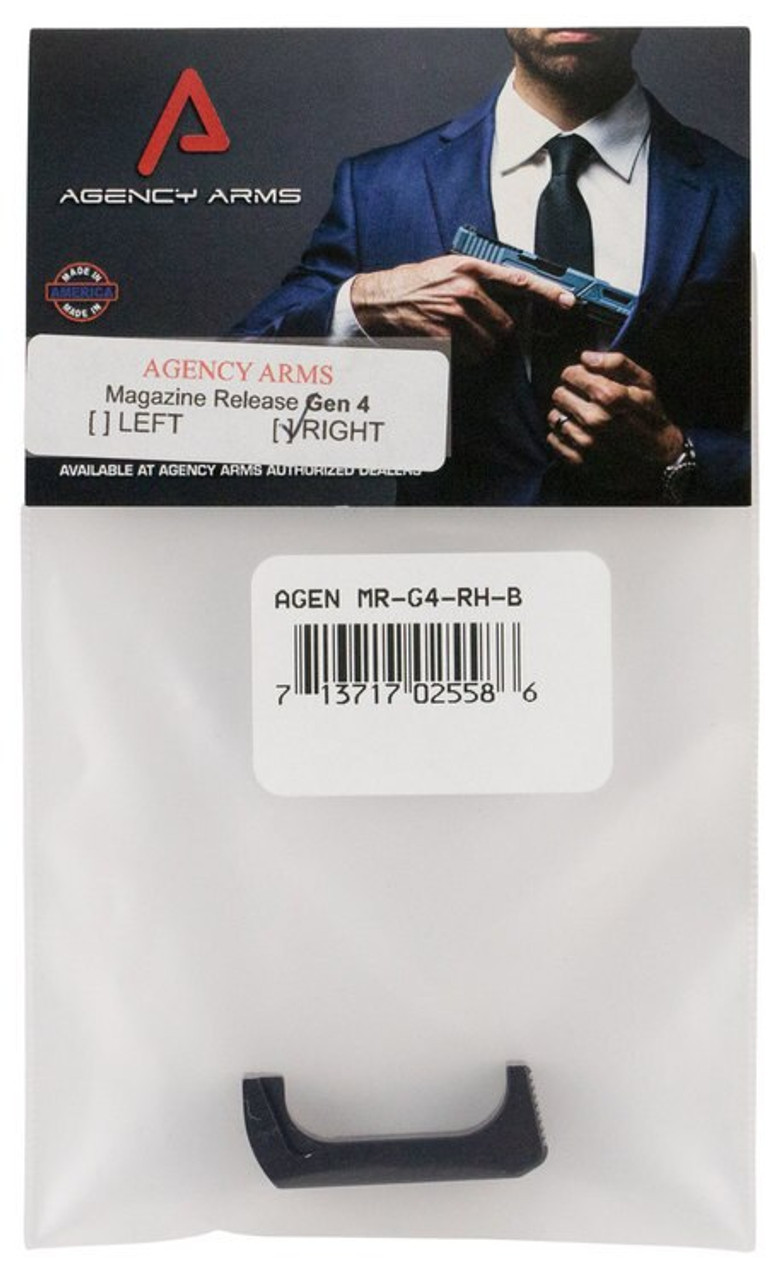 AGENCY ARMS
MADE IN
AMERICA
MADE IN
AGENCY ARMS
Magazine Release Gen 4
[ ] LEFT [✓] RIGHT
AVAILABLE AT AGENCY ARMS AUTHORIZED DEALERS
AGEN MR-G4-RH-B
7 13717 02558 6